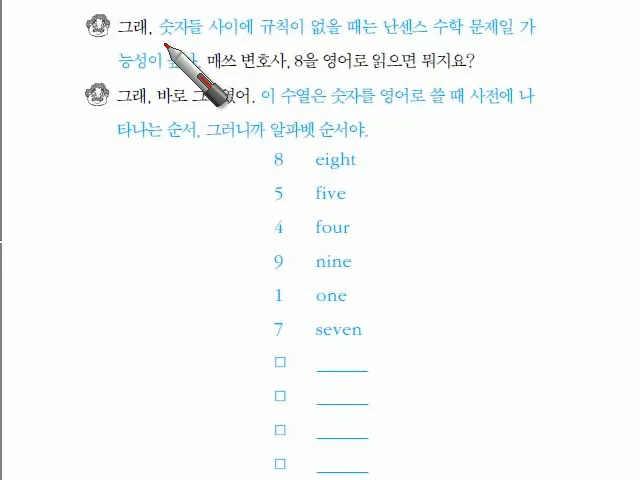 그래, 숫자들 사이에 규칙이 없을 때는 난센스 수학 문제일 가
능성이 매쓰 변호사, 8을 영어로 읽으면 뭐지요?
그래, 바로 이 수열은 숫자를 영어로 쓸 때 사전에 나
타나는 순서, 그러니까 알파벳 순서야.
8 eight
5 five
4 four
9 nine
1 one
7 seven
□ ______
□ ______
□ ______
□ ______